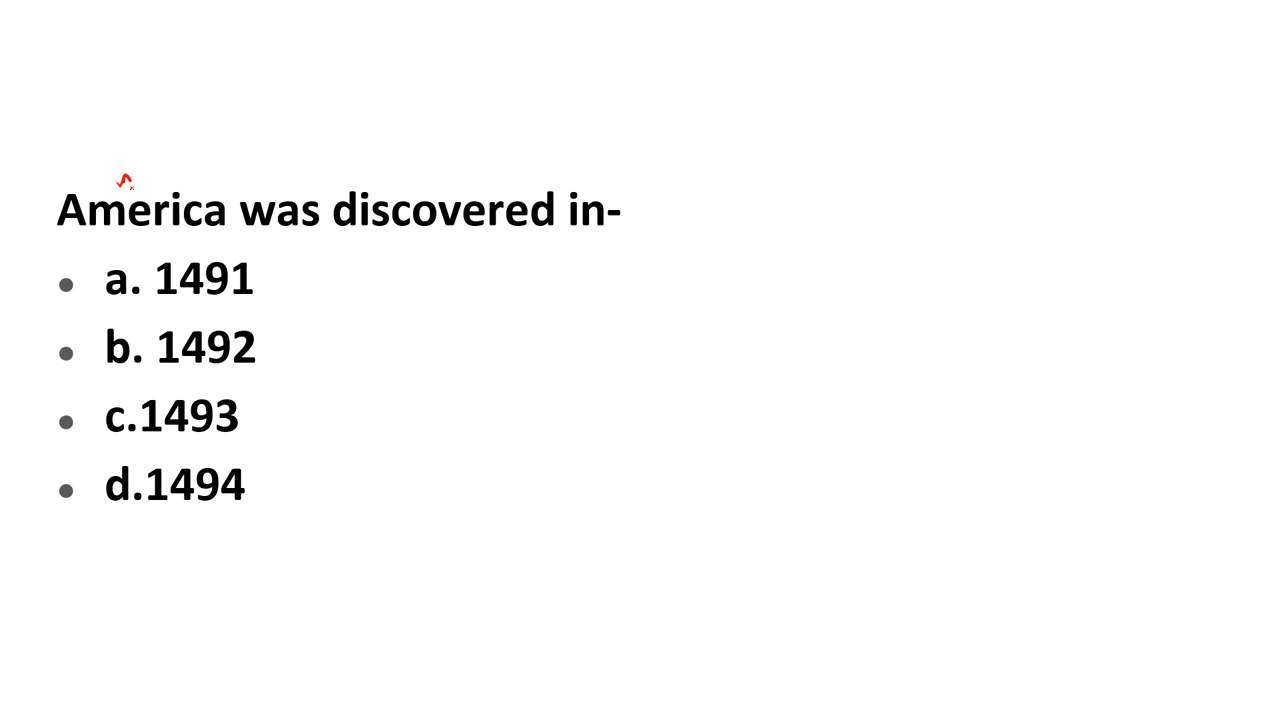 America was discovered in-
• a. 1491
• b. 1492
• c.1493
• d.1494